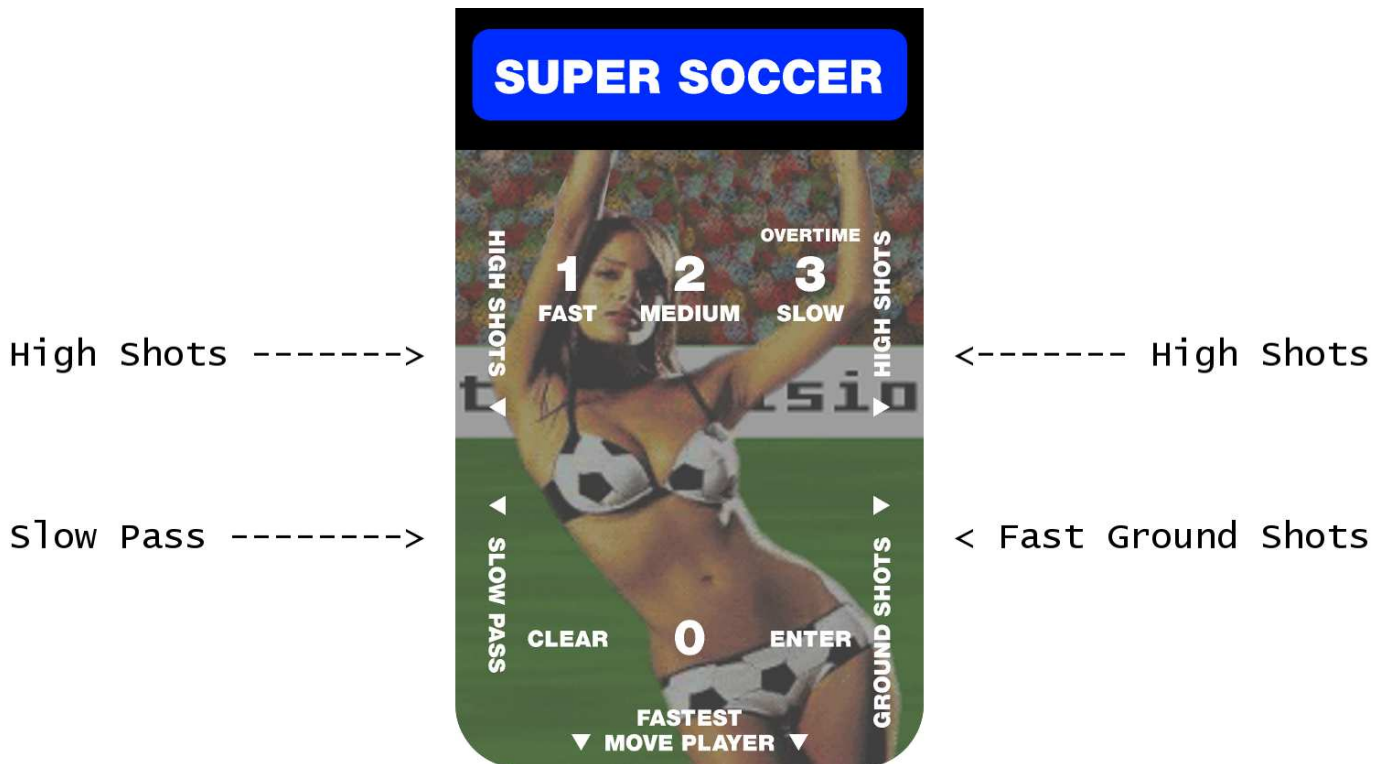 SUPER SOCCER
OVERTIME
1 2 3
FAST MEDIUM SLOW
HIGH SHOTS
HIGH SHOTS
High Shots ------->
<------- High Shots
t sio
Slow Pass -------->
< Fast Ground Shots
SLOW PASS
GROUND SHOTS
CLEAR 0 ENTER
FASTEST
MOVE PLAYER